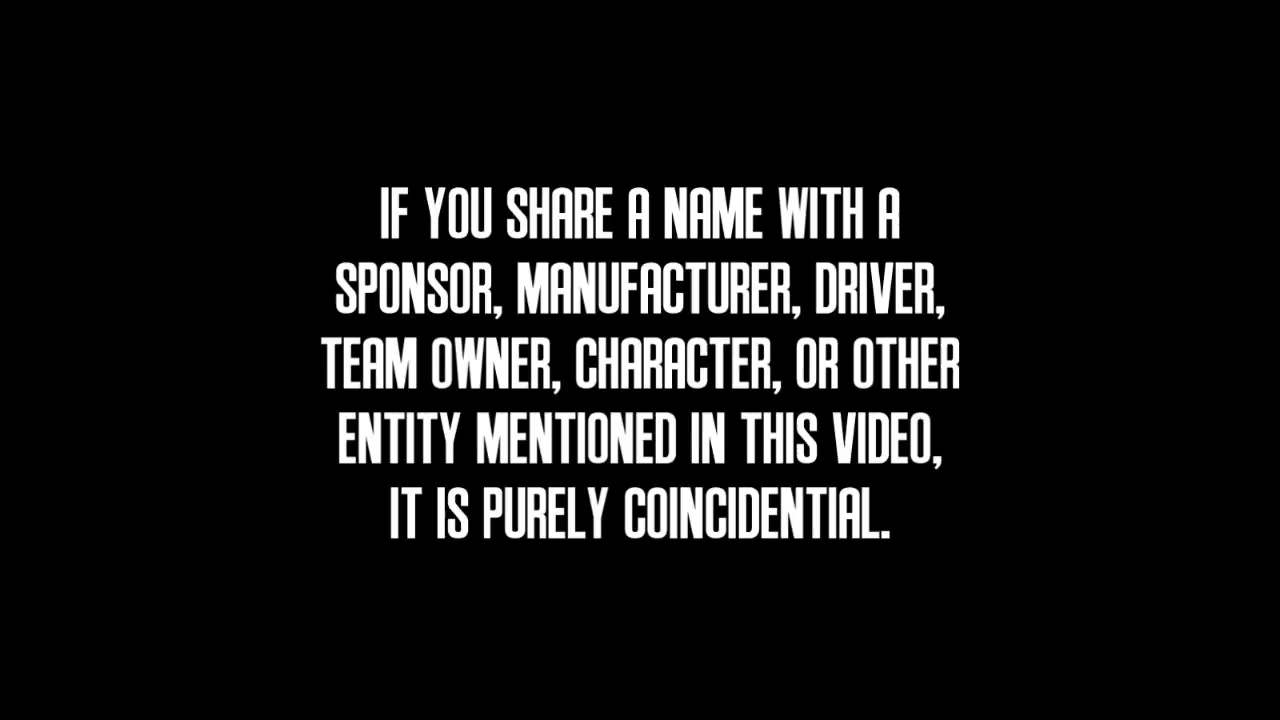 IF YOU SHARE A NAME WITH A
SPONSOR, MANUFACTURER, DRIVER,
TEAM OWNER, CHARACTER, OR OTHER
ENTITY MENTIONED IN THIS VIDEO,
IT IS PURELY COINCIDENTIAL.